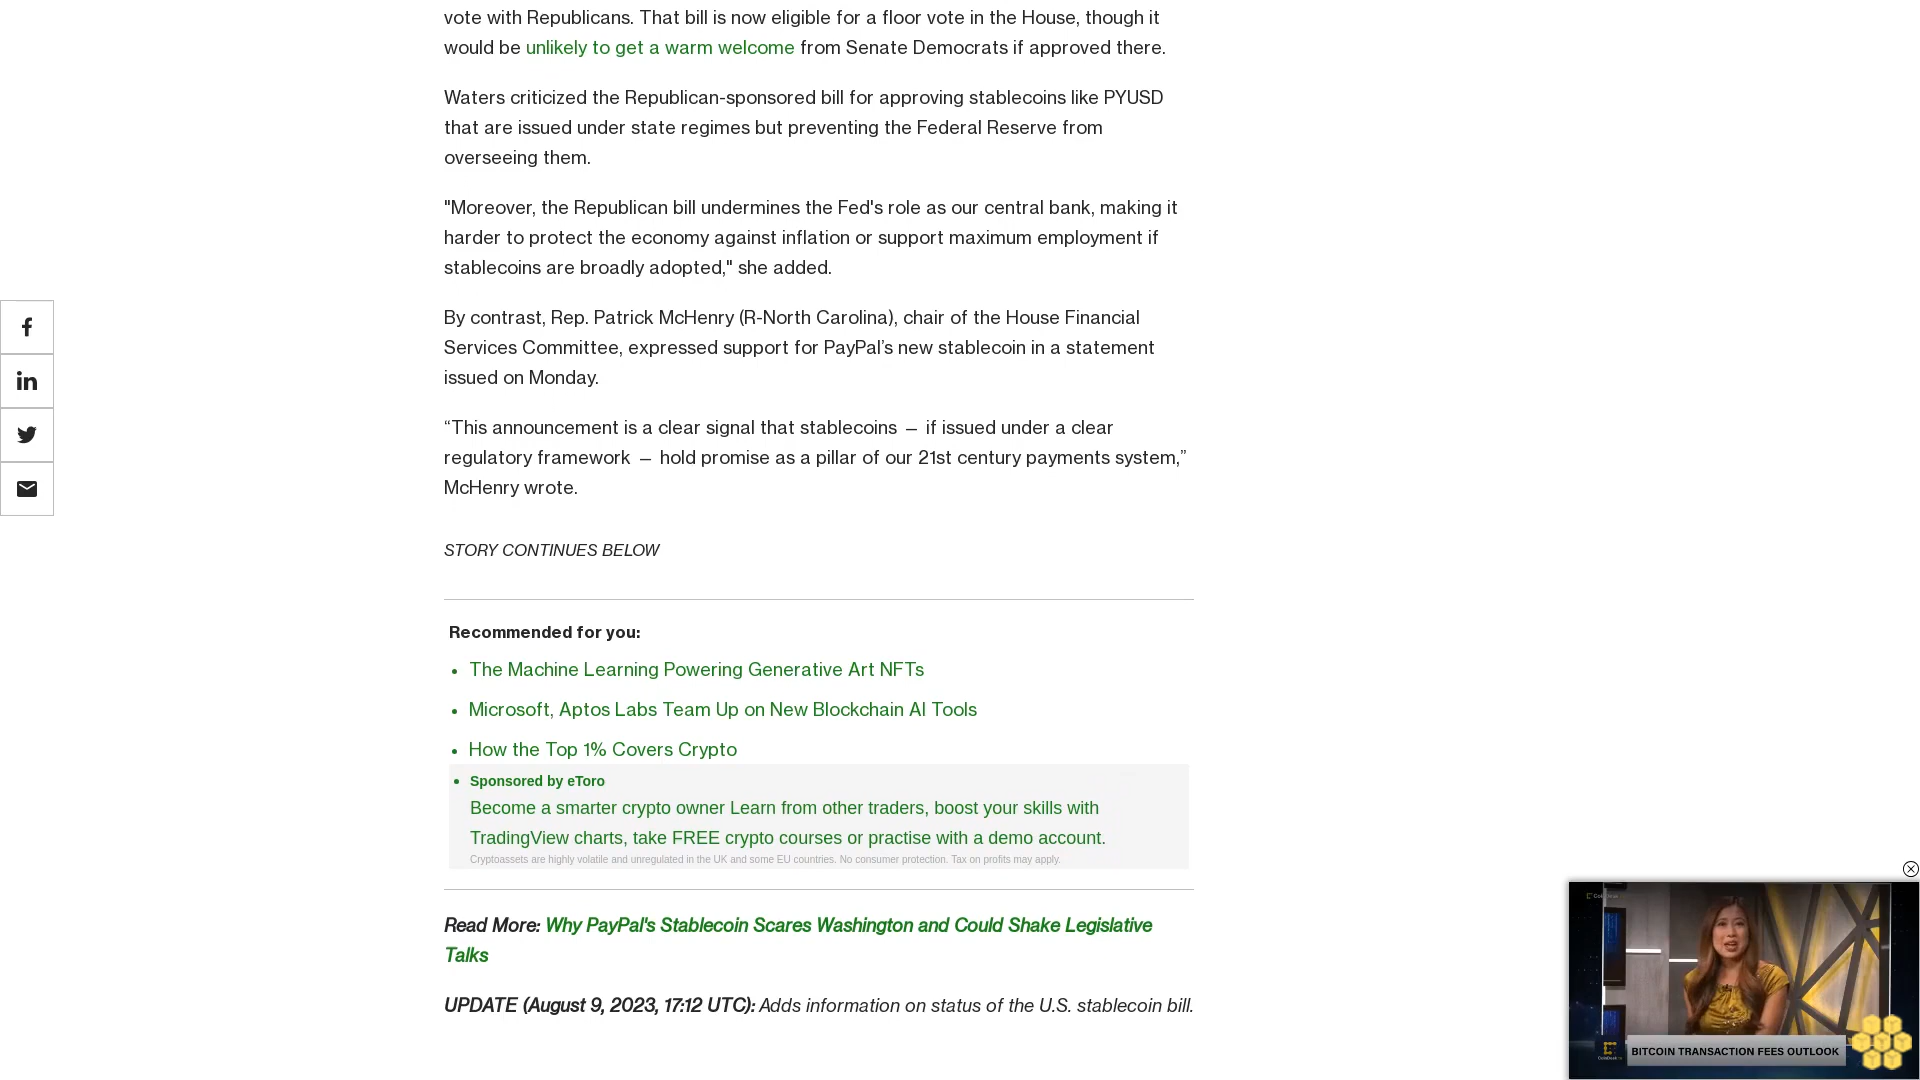 vote with Republicans. That bill is now eligible for a floor vote in the House, though it
would be unlikely to get a warm welcome from Senate Democrats if approved there.
Waters criticized the Republican-sponsored bill for approving stablecoins like PYUSD
that are issued under state regimes but preventing the Federal Reserve from
overseeing them.
"Moreover, the Republican bill undermines the Fed's role as our central bank, making it
harder to protect the economy against inflation or support maximum employment if
stablecoins are broadly adopted," she added.
By contrast, Rep. Patrick McHenry (R-North Carolina), chair of the House Financial
Services Committee, expressed support for PayPal’s new stablecoin in a statement
issued on Monday.
“This announcement is a clear signal that stablecoins — if issued under a clear
regulatory framework — hold promise as a pillar of our 21st century payments system,”
McHenry wrote.
STORY CONTINUES BELOW
Recommended for you:
• The Machine Learning Powering Generative Art NFTs
• Microsoft, Aptos Labs Team Up on New Blockchain AI Tools
• How the Top 1% Covers Crypto
• Sponsored by eToro
Become a smarter crypto owner Learn from other traders, boost your skills with
TradingView charts, take FREE crypto courses or practise with a demo account.
Cryptoassets are highly volatile and unregulated in the UK and some EU countries. No consumer protection. Tax on profits may apply.
Read More: Why PayPal's Stablecoin Scares Washington and Could Shake Legislative
Talks
UPDATE (August 9, 2023, 17:12 UTC): Adds information on status of the U.S. stablecoin bill.
BITCOIN TRANSACTION FEES OUTLOOK